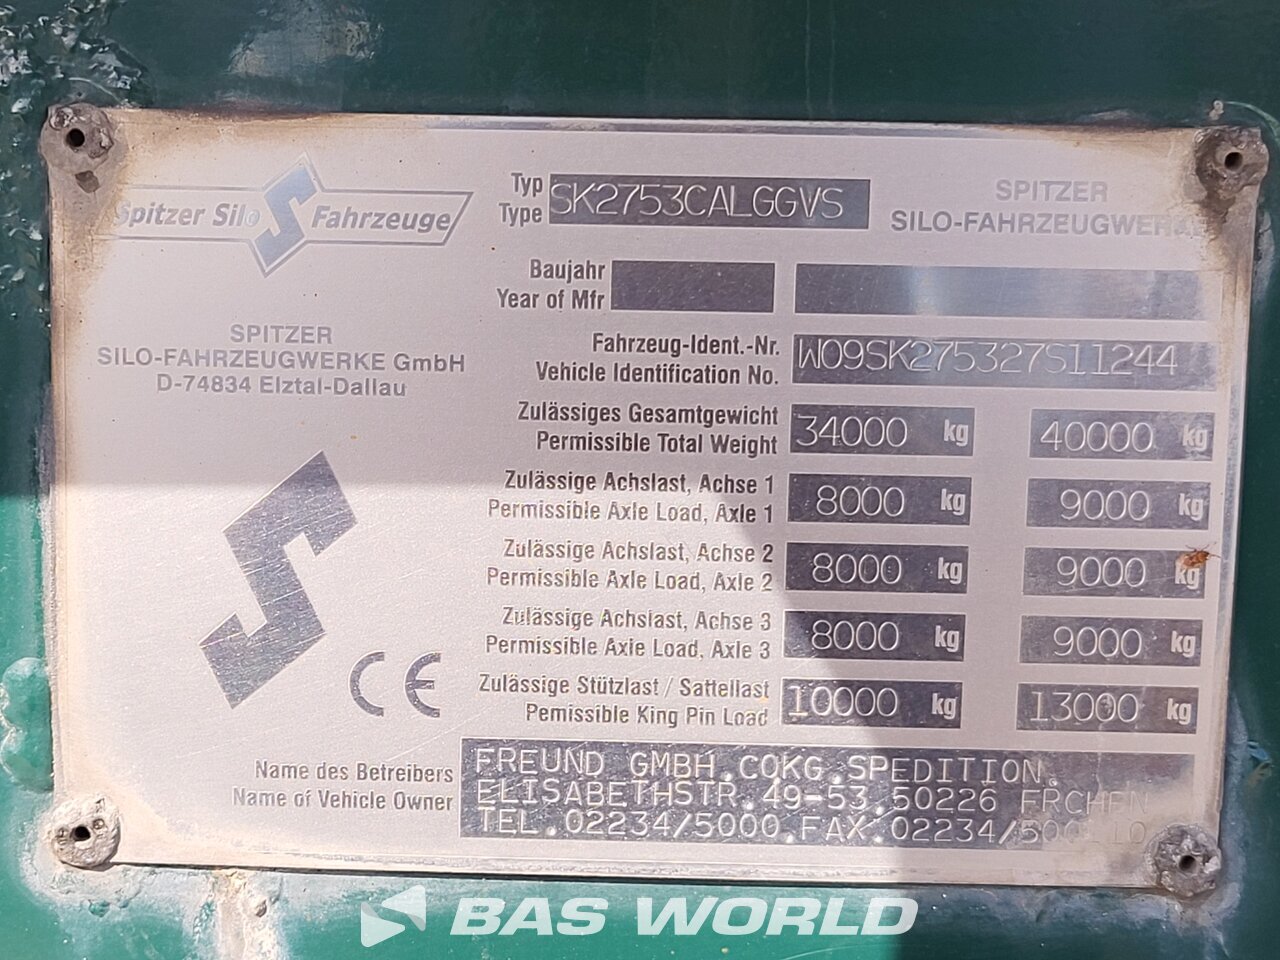 Spitzer Silo Fahrzeuge
SPITZER
SILO-FAHRZEUGWERKE GmbH
D-74834 Elztal-Dallau
CE
Typ
Type
SK2753CALGGVS
SPITZER
SILO-FAHRZEUGWERKE
Baujahr
Year of Mfr
Fahrzeug-Ident.-Nr.
Vehicle Identification No.
W09SK275327S11244
Zulässiges Gesamtgewicht
Permissible Total Weight
34000 kg 40000 kg
Zulässige Achslast, Achse 1
Permissible Axle Load, Axle 1
8000 kg 9000 kg
Zulässige Achslast, Achse 2
Permissible Axle Load, Axle 2
8000 kg 9000 kg
Zulässige Achslast, Achse 3
Permissible Axle Load, Axle 3
8000 kg 9000 kg
Zulässige Stützlast / Sattellast
Pemissible King Pin Load
10000 kg 13000 kg
Name des Betreibers
Name of Vehicle Owner
FREUND GMBH.COKG.SPEDITION.
ELISABETHSTR.49-53.50226 FRCHEN
TEL.02234/5000.FAX.
BAS WORLD